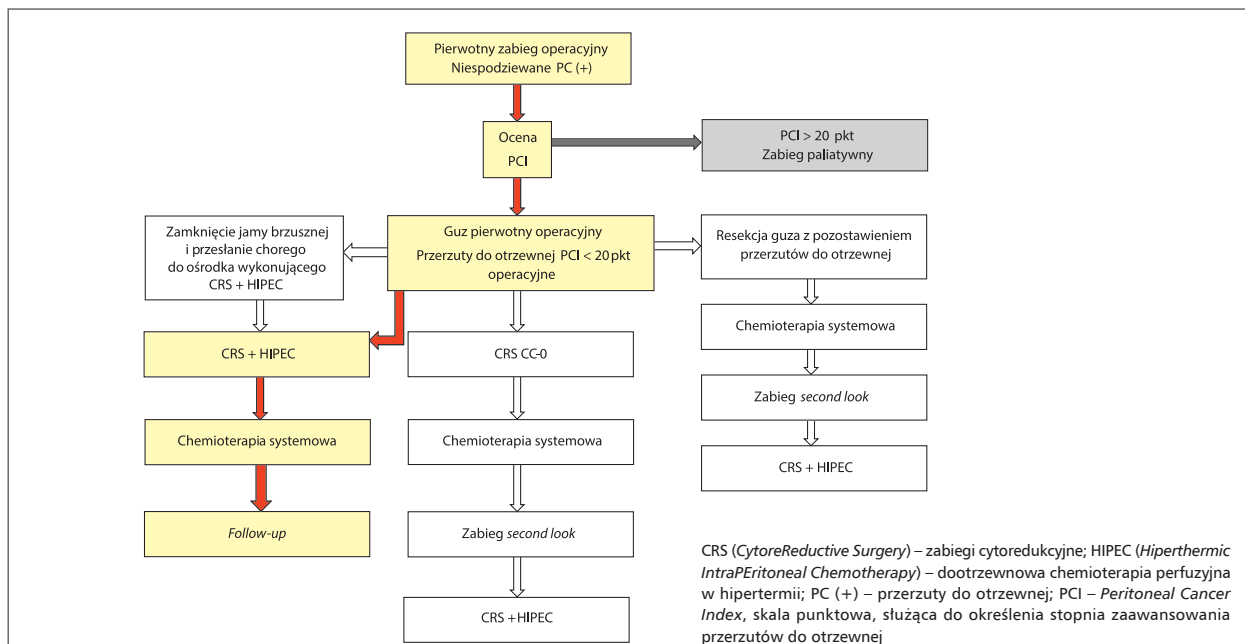 Pierwotny zabieg operacyjny
Niespodziewane PC (+)
Ocena
PCI
PCI > 20 pkt
Zabieg paliatywny
Zamknięcie jamy brzusznej
i przesłanie chorego
do ośrodka wykonującego
CRS + HIPEC
Guz pierwotny operacyjny
Przerzuty do otrzewnej PCI < 20 pkt
operacyjne
Resekcja guza z pozostawieniem
przerzutów do otrzewnej
CRS + HIPEC
CRS CC-0
Chemioterapia systemowa
Chemioterapia systemowa
Chemioterapia systemowa
Zabieg second look
Follow-up
Zabieg second look
CRS + HIPEC
CRS +HIPEC
CRS (CytoreReductive Surgery) – zabiegi cytoredukcyjne; HIPEC (Hiperthermic
IntraPEritoneal Chemotherapy) – dootrzewnowa chemioterapia perfuzyjna
w hipertermii; PC (+) – przerzuty do otrzewnej; PCI – Peritoneal Cancer
Index, skala punktowa, służąca do określenia stopnia zaawansowania
przerzutów do otrzewnej